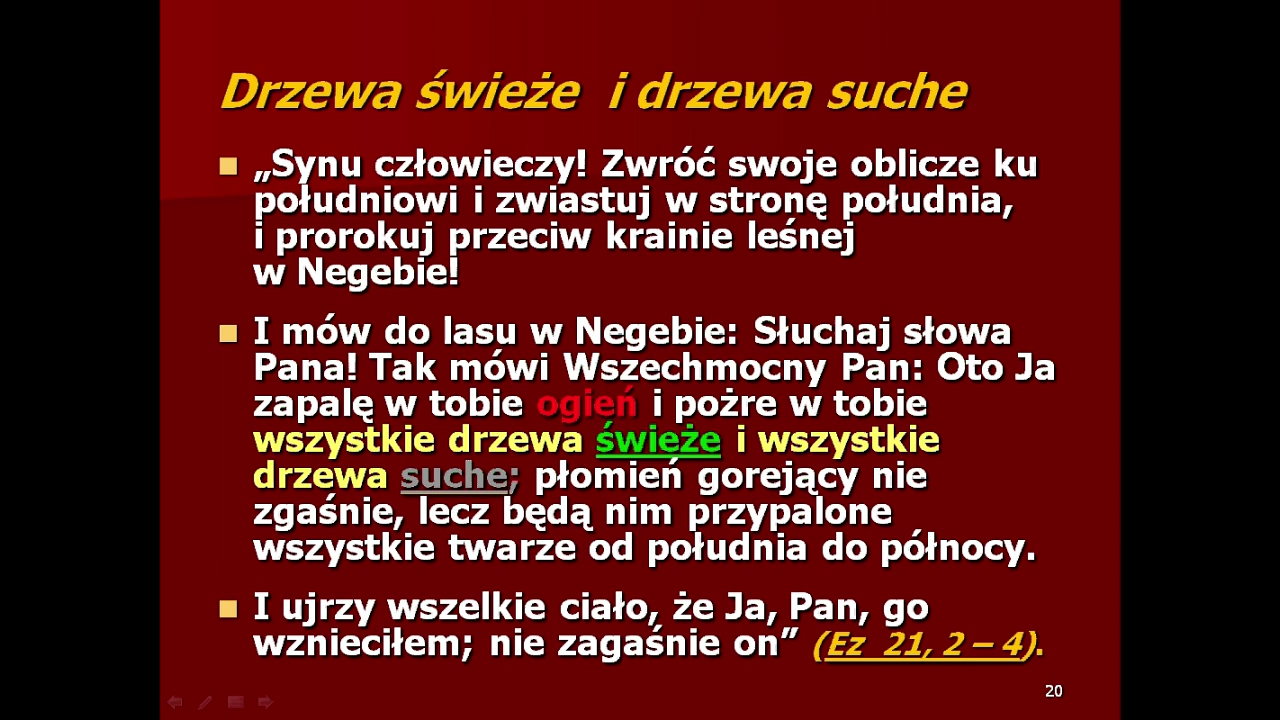 Drzewa świeże i drzewa suche
„Synu człowieczy! Zwróć swoje oblicze ku
południowi i zwiastuj w stronę południa,
i prorokuj przeciw krainie leśnej
w Negebie!
I mów do lasu w Negebie: Słuchaj słowa
Pana! Tak mówi Wszechmocny Pan: Oto Ja
zapalę w tobie ogień i pożre w tobie
wszystkie drzewa świeże i wszystkie
drzewa suche; płomień gorejący nie
zgaśnie, lecz będą nim przypalone
wszystkie twarze od południa do północy.
I ujrzy wszelkie ciało, że Ja, Pan, go
wznieciłem; nie zagaśnie on” (Ez 21, 2 – 4).
20